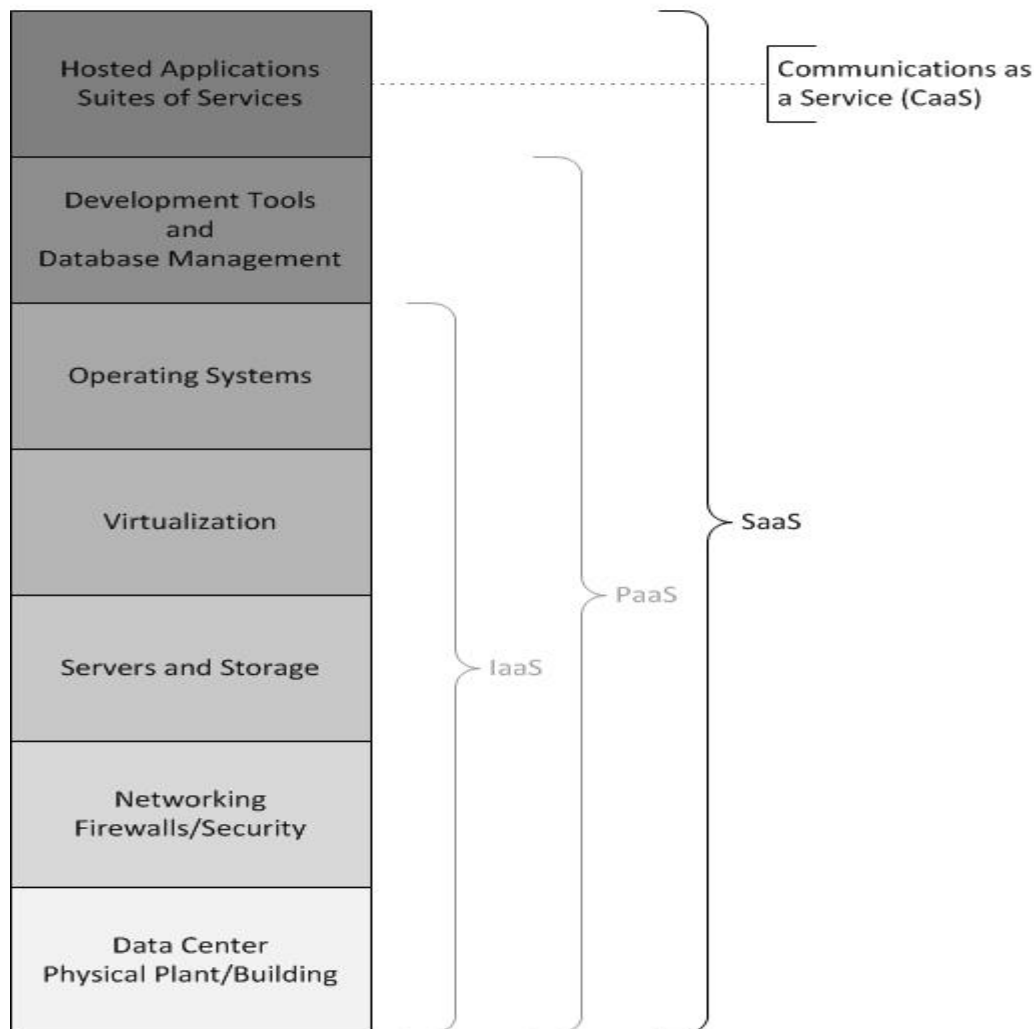 Hosted Applications
Suites of Services
Communications as
a Service (CaaS)
Development Tools
and
Database Management
Operating Systems
Virtualization
SaaS
PaaS
Servers and Storage
IaaS
Networking
Firewalls/Security
Data Center
Physical Plant/Building